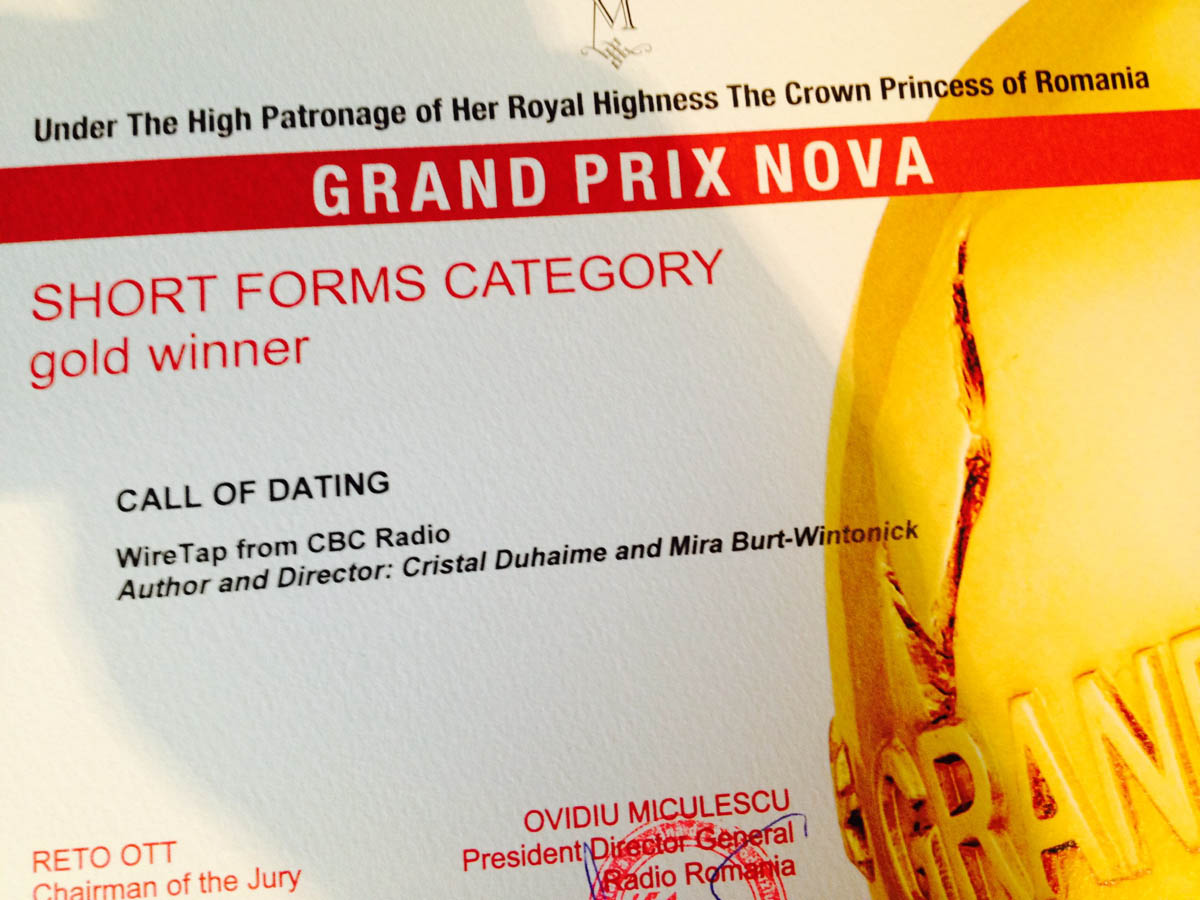 M
Under The High Patronage of Her Royal Highness The Crown Princess of Romania
GRAND PRIX NOVA
SHORT FORMS CATEGORY
gold winner
CALL OF DATING
WireTap from CBC Radio
Author and Director: Cristal Duhaime and Mira Burt-Wintonick
OVIDIU MICULESCU
President Director General
Radio Romania
RETO OTT
Chairman of the Jury
GRAN